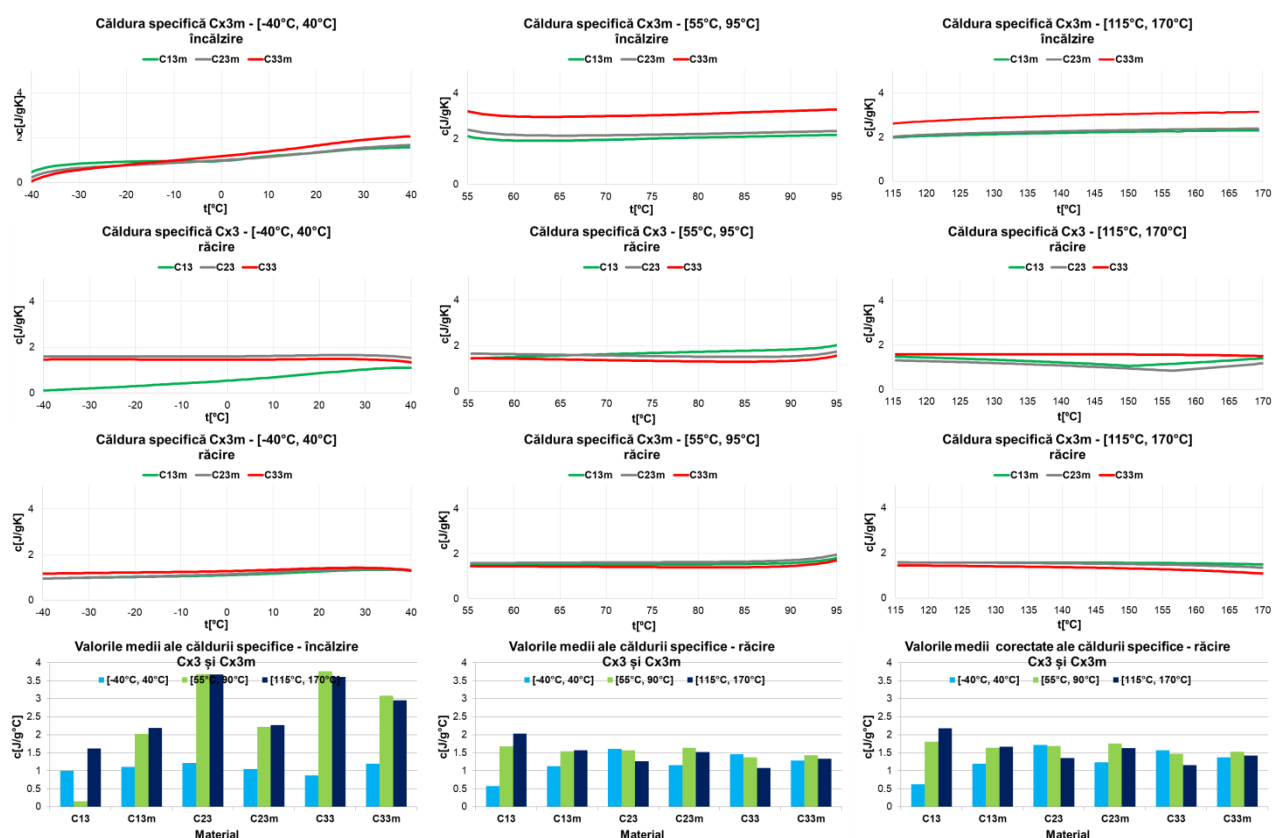 Căldura specifică Cx3m - [-40°C, 40°C]
încălzire
C13m C23m C33m
c[J/gK]
4
2
0
-40 -30 -20 -10 0 10 20 30 40
t[ºC]
Căldura specifică Cx3m - [55°C, 95°C]
încălzire
C13m C23m C33m
c[J/gK]
4
2
0
55 60 65 70 75 80 85 90 95
t[ºC]
Căldura specifică Cx3m - [115°C, 170°C]
încălzire
C13m C23m C33m
c[J/gK]
4
2
0
115 120 125 130 135 140 145 150 155 160 165 170
t[ºC]
Căldura specifică Cx3 - [-40°C, 40°C]
răcire
C13 C23 C33
c[J/gK]
4
2
0
-40 -30 -20 -10 0 10 20 30 40
t[ºC]
Căldura specifică Cx3 - [55°C, 95°C]
răcire
C13 C23 C33
c[J/gK]
4
2
0
55 60 65 70 75 80 85 90 95
t[ºC]
Căldura specifică Cx3 - [115°C, 170°C]
răcire
C13 C23 C33
c[J/gK]
4
2
0
115 120 125 130 135 140 145 150 155 160 165 170
t[ºC]
Căldura specifică Cx3m - [-40°C, 40°C]
răcire
C13m C23m C33m
c[J/gK]
4
2
0
-40 -30 -20 -10 0 10 20 30 40
t[ºC]
Căldura specifică Cx3m - [55°C, 95°C]
răcire
C13m C23m C33m
c[J/gK]
4
2
0
55 60 65 70 75 80 85 90 95
t[ºC]
Căldura specifică Cx3m - [115°C, 170°C]
răcire
C13m C23m C33m
c[J/gK]
4
2
0
115 120 125 130 135 140 145 150 155 160 165 170
t[ºC]
Valorile medii ale căldurii specifice - încălzire
Cx3 și Cx3m
[-40°C, 40°C] [55°C, 90°C] [115°C, 170°C]
c[J/g°C]
4
3.5
3
2.5
2
1.5
1
0.5
0
C13 C13m C23 C23m C33 C33m
Material
Valorile medii ale căldurii specifice - răcire
Cx3 și Cx3m
[-40°C, 40°C] [55°C, 90°C] [115°C, 170°C]
c[J/g°C]
4
3.5
3
2.5
2
1.5
1
0.5
0
C13 C13m C23 C23m C33 C33m
Material
Valorile medii corectate ale căldurii specifice - răcire
Cx3 și Cx3m
[-40°C, 40°C] [55°C, 90°C] [115°C, 170°C]
c[J/g°C]
4
3.5
3
2.5
2
1.5
1
0.5
0
C13 C13m C23 C23m C33 C33m
Material